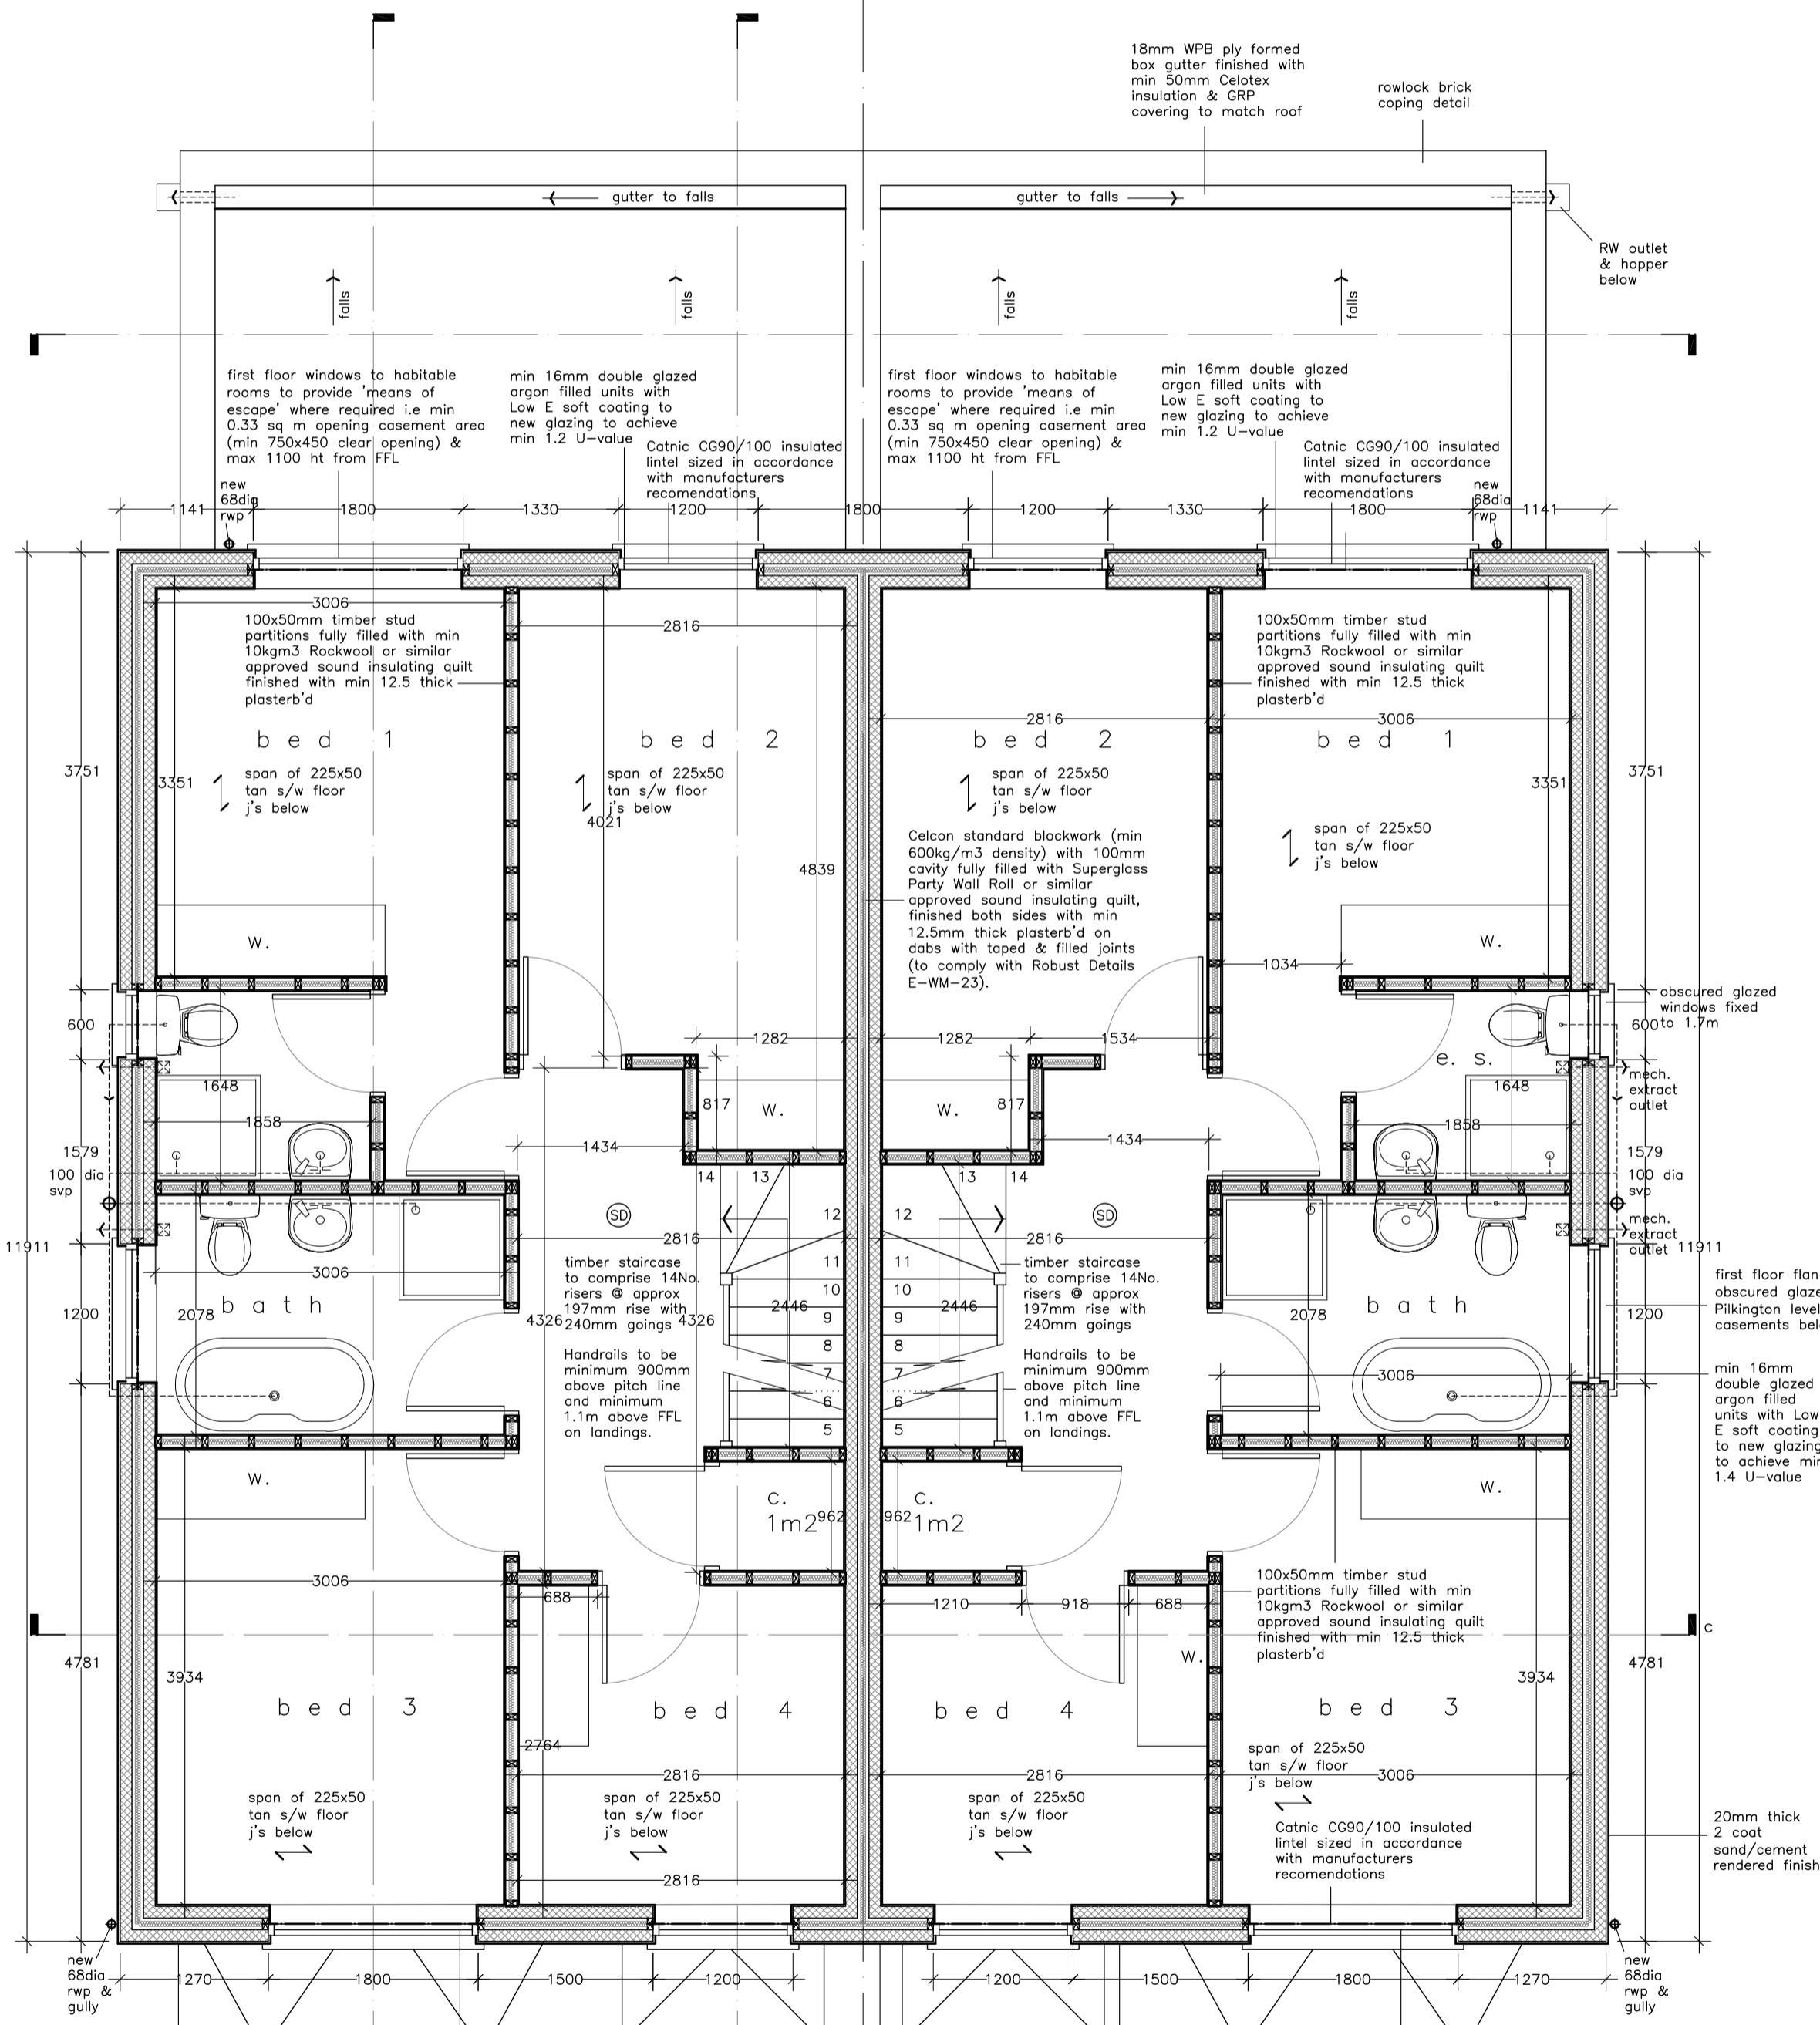 18mm WPB ply formed
box gutter finished with
min 50mm Celotex
insulation & GRP
covering to match roof
rowlock brick
coping detail
gutter to falls
gutter to falls
RW outlet
& hopper
below
falls
falls
falls
falls
first floor windows to habitable
rooms to provide 'means of
escape' where required i.e min
0.33 sq m opening casement area
(min 750x450 clear opening) &
max 1100 ht from FFL
min 16mm double glazed
argon filled units with
Low E soft coating to
new glazing to achieve
min 1.2 U-value
Catnic CG90/100 insulated
lintel sized in accordance
with manufacturers
recomendations
first floor windows to habitable
rooms to provide 'means of
escape' where required i.e min
0.33 sq m opening casement area
(min 750x450 clear opening) &
max 1100 ht from FFL
min 16mm double glazed
argon filled units with
Low E soft coating to
new glazing to achieve
min 1.2 U-value
Catnic CG90/100 insulated
lintel sized in accordance
with manufacturers
recomendations
new
68dia
rwp
new
68dia
rwp
1141 1800 1330 1200 1800 1200 1330 1800 1141
3006
100x50mm timber stud
partitions fully filled with min
10kgm3 Rockwool or similar
approved sound insulating quilt
finished with min 12.5 thick
plasterb'd
2816
100x50mm timber stud
partitions fully filled with min
10kgm3 Rockwool or similar
approved sound insulating quilt
finished with min 12.5 thick
plasterb'd
2816
3006
bed 1
bed 2
bed 2
bed 1
3751
3351
span of 225x50
tan s/w floor
j's below
span of 225x50
tan s/w floor
j's below
4021
4839
span of 225x50
tan s/w floor
j's below
3351
3751
span of 225x50
tan s/w floor
j's below
Celcon standard blockwork (min
600kg/m3 density) with 100mm
cavity fully filled with Superglass
Party Wall Roll or similar
approved sound insulating quilt,
finished both sides with min
12.5mm thick plasterb'd on
dabs with taped & filled joints
(to comply with Robust Details
E-WM-23).
w.
w.
1034
obscured glazed
windows fixed
to 1.7m
600
600
1282
1282
1534
e. s.
1648
1648
mech.
extract
outlet
817
w.
w.
817
1858
1858
1434
1434
1579
100 dia
svp
1579
100 dia
svp
14
13
13
14
SD
SD
12
12
mech.
extract
outlet
2816
2816
11911
11911
3006
timber staircase
to comprise 14No.
risers @ approx
197mm rise with
240mm goings
Handrails to be
minimum 900mm
above pitch line
and minimum
1.1m above FFL
on landings.
11
10
9
8
7
6
5
11
10
9
8
7
6
5
timber staircase
to comprise 14No.
risers @ approx
197mm rise with
240mm goings
Handrails to be
minimum 900mm
above pitch line
and minimum
1.1m above FFL
on landings.
bath
bath
1200
2078
4326
4326
2446
2446
2078
1200
first floor flan
obscured glaze
Pilkington level
casements bel
3006
min 16mm
double glazed
argon filled
units with Low
E soft coating
to new glazing
to achieve min
1.4 U-value
w.
w.
c.
1m2
962
962
c.
1m2
3006
688
1210
918
688
100x50mm timber stud
partitions fully filled with min
10kgm3 Rockwool or similar
approved sound insulating quilt
finished with min 12.5 thick
plasterb'd
c
w.
4781
3934
3934
4781
bed 3
bed 4
bed 4
bed 3
2764
2816
2816
3006
span of 225x50
tan s/w floor
j's below
span of 225x50
tan s/w floor
j's below
span of 225x50
tan s/w floor
j's below
span of 225x50
tan s/w floor
j's below
Catnic CG90/100 insulated
lintel sized in accordance
with manufacturers
recomendations
2816
20mm thick
2 coat
sand/cement
rendered finish
new
68dia
rwp &
gully
1270 1800 1500 1200 1200 1500 1800 1270
new
68dia
rwp &
gully